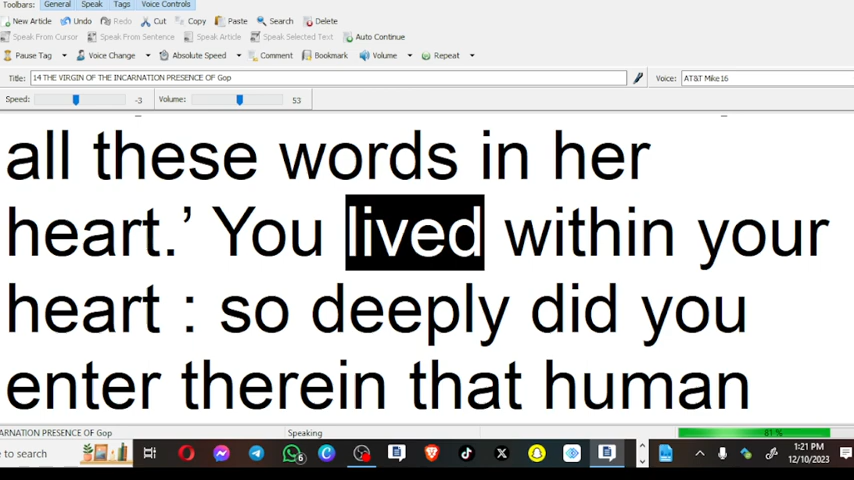 Toolbars: General Speak Tags Voice Controls
New Article Undo Redo Cut Copy Paste Search Delete
Speak From Cursor Speak From Sentence Speak Article Speak Selected Text Auto Continue
Pause Tag Voice Change Absolute Speed Comment Bookmark Volume Repeat
Title: 14 THE VIRGIN OF THE INCARNATION PRESENCE OF Gop Voice: AT&T Mike16
Speed: -3 Volume: 53
all these words in her
heart.’ You lived within your
heart : so deeply did you
enter therein that human
ARNATION PRESENCE OF Gop Speaking 81%
e to search 6 1:21 PM
12/10/2023